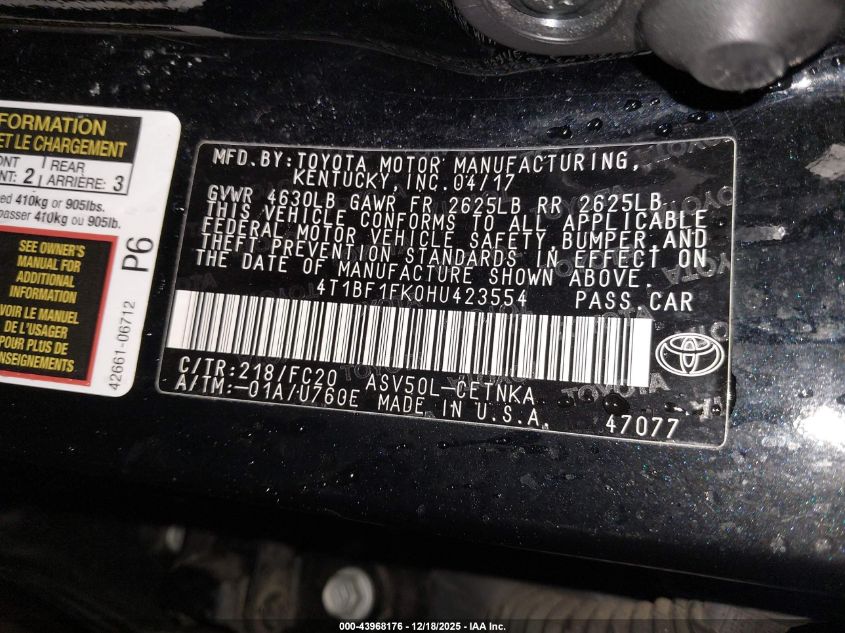 FORMATION
ET LE CHARGEMENT
REAR
2 ARRIÈRE: 3
410kg or 905lbs.
passer 410kg ou 905lb.
SEE OWNER'S
MANUAL FOR
ADDITIONAL
INFORMATION
VOIR LE MANUEL
DE L'USAGER
POUR PLUS DE
RENSEIGNEMENTS
P6
42661-06712
MFD.BY:TOYOTA MOTOR MANUFACTURING,
KENTUCKY, INC.04/17
GVWR 4630LB GAWR FR 2625LB RR 2625LB
THIS VEHICLE CONFORMS TO ALL APPLICABLE
FEDERAL MOTOR VEHICLE SAFETY,BUMPER,AND
THEFT PREVENTION STANDARDS IN EFFECT ON
THE DATE OF MANUFACTURE SHOWN ABOVE.
4T1BF1FK0HU423554 PASS.CAR
C/TR:218/FC20 ASV50L-CETNKA
A/TM:-01A/U760E MADE IN U.S.A. 47077
000-43968176 – 12/18/2025 – IAA Inc.